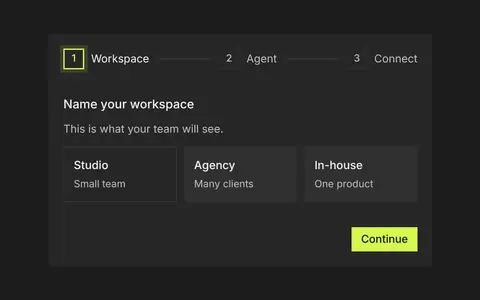 1 Workspace 2 Agent 3 Connect
Name your workspace
This is what your team will see.
Studio Agency In-house
Small team Many clients One product
Continue